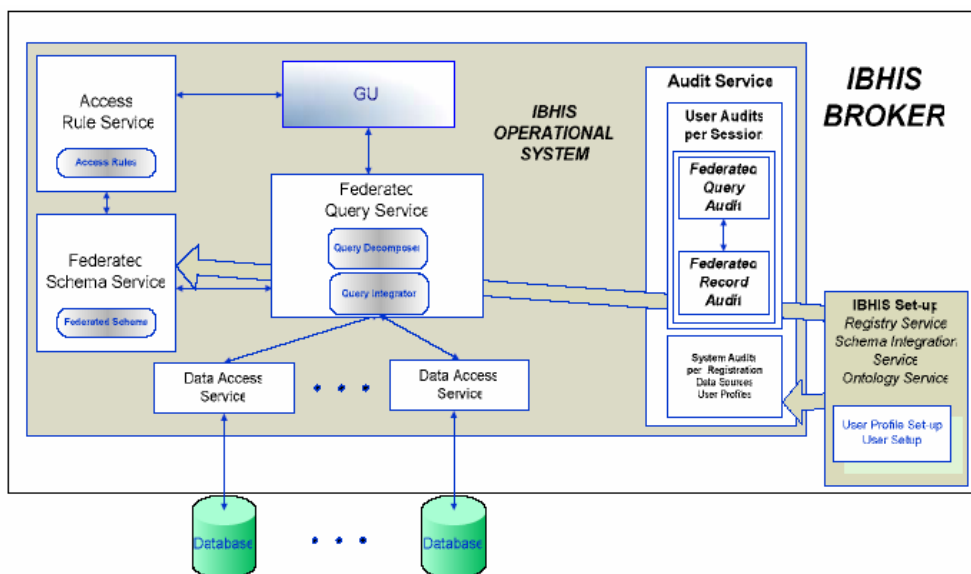 IBHIS
BROKER
IBHIS
OPERATIONAL
SYSTEM
Access
Rule Service
Access Rules
GU
Federatec
Schema Service
Federated Schema
Federatec
Query Service
Query Decomposer
Query Integrator
Data Access
Service
• • •
Data Access
Service
Audit Service
User Audits
per Session
Federatec
Query
Audit
Federatec
Record
Audit
System Audits
per Registration
Data Sources
User Profiles
IBHIS Set-up
Registry Service
Schema Integration
Service
Ontology Service
User Profile Set-up
User Setup
Database
• • •
Database